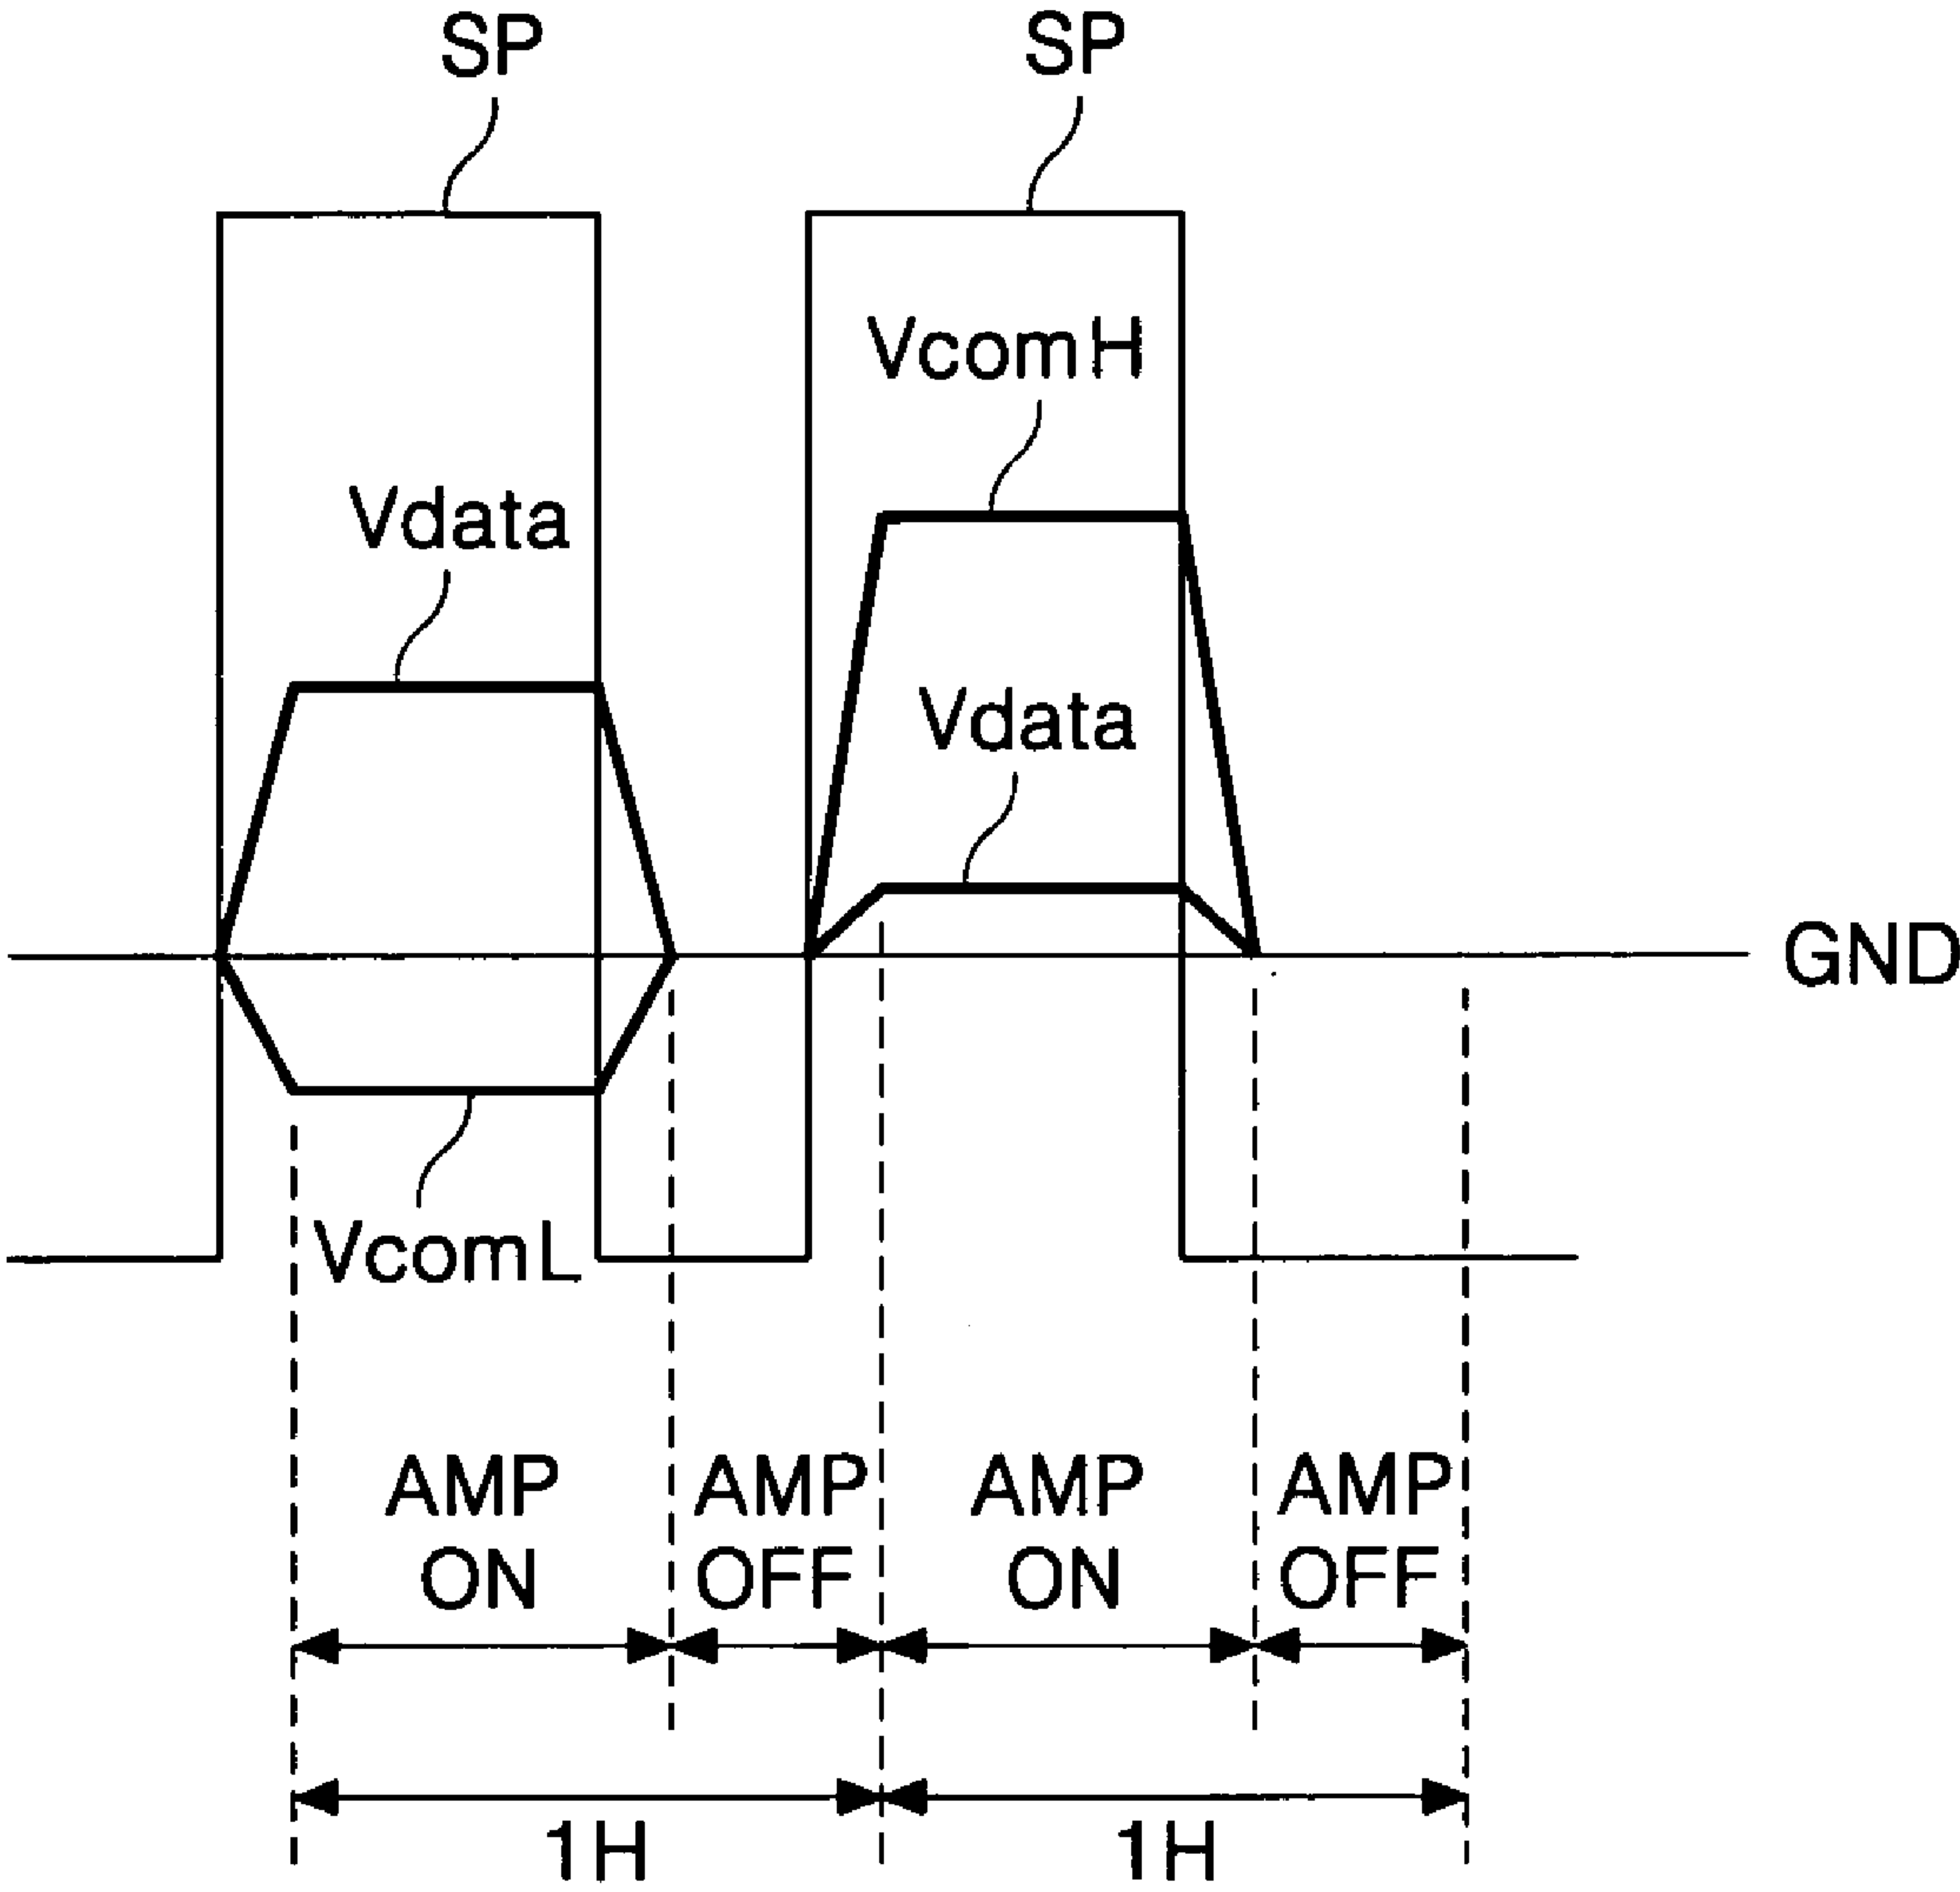 SP
SP
VcomH
Vdata
Vdata
GND
VcomL
AMP ON
AMP OFF
AMP ON
AMP OFF
1H
1H